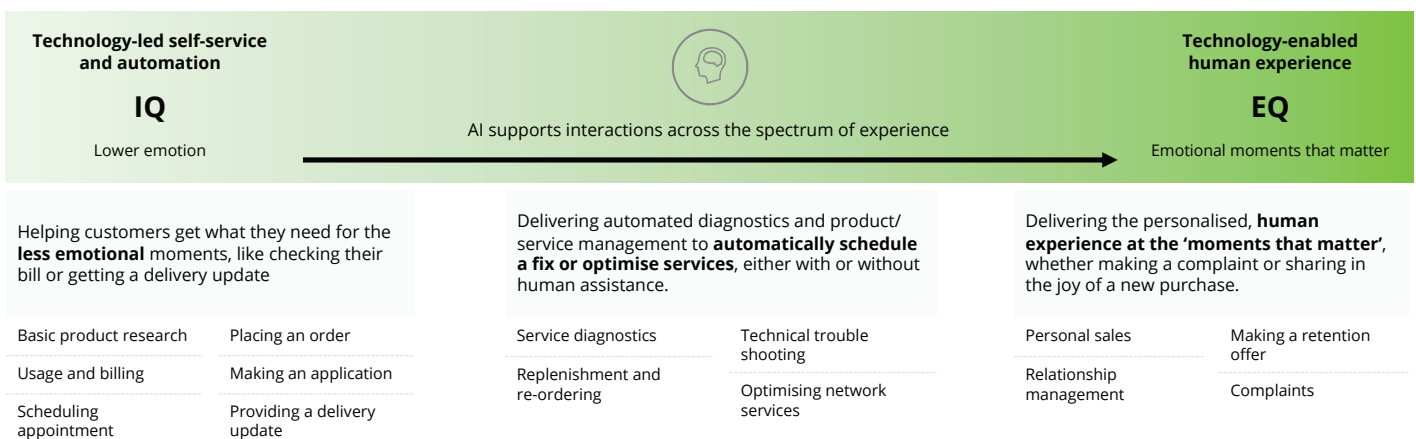 Technology-led self-service
and automation
IQ
Lower emotion
AI supports interactions across the spectrum of experience
Technology-enabled
human experience
EQ
Emotional moments that matter
Helping customers get what they need for the
less emotional moments, like checking their
bill or getting a delivery update
Basic product research
Placing an order
Usage and billing
Making an application
Scheduling
appointment
Providing a delivery
update
Delivering automated diagnostics and product/
service management to automatically schedule
a fix or optimise services, either with or without
human assistance.
Service diagnostics
Technical trouble
shooting
Replenishment and
re-ordering
Optimising network
services
Delivering the personalised, human
experience at the ‘moments that matter’,
whether making a complaint or sharing in
the joy of a new purchase.
Personal sales
Making a retention
offer
Relationship
management
Complaints